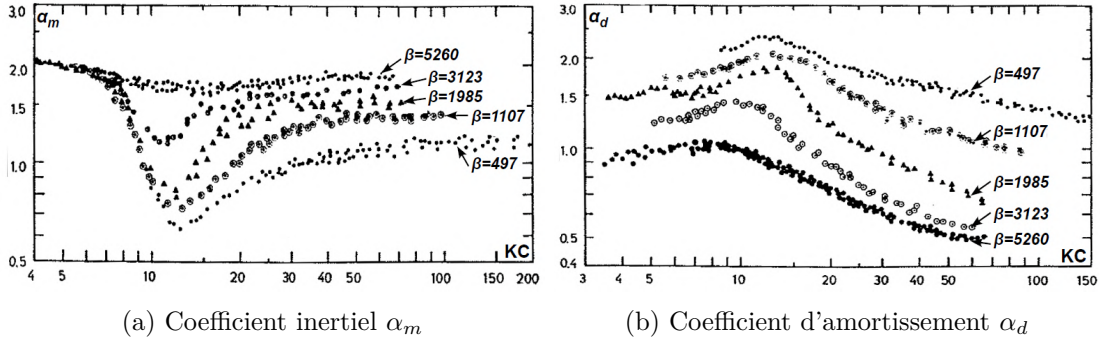 α_m
3.0
2.0
1.5
1.0
0.5
β=5260
β=3123
β=1985
β=1107
β=497
KC
4 5 10 20 30 40 50 100 150 200
α_d
3.0
2.0
1.5
1.0
0.5
0.4
β=497
β=1107
β=1985
β=3123
β=5260
KC
3 4 5 10 20 30 40 50 100 150
(a) Coefficient inertiel α_m
(b) Coefficient d'amortissement α_d